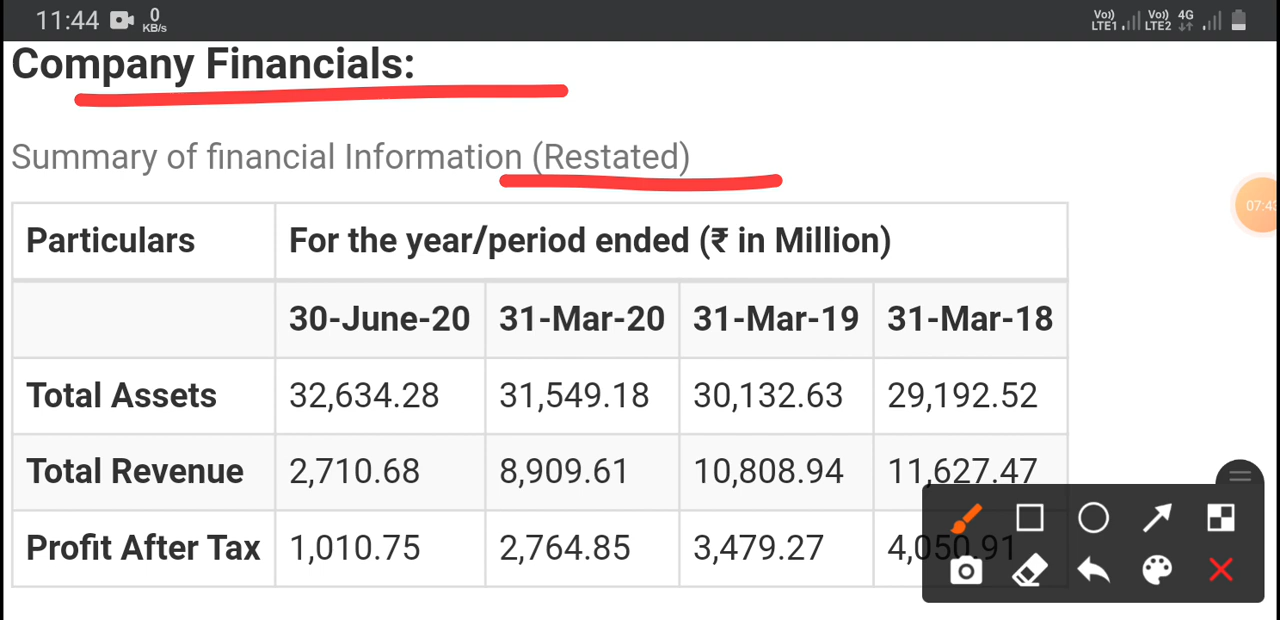 11:44 0 KB/s Vo) LTE1 Vo) LTE2 4G
Company Financials:
Summary of financial Information (Restated)
07:43
Particulars For the year/period ended (₹ in Million)
30-June-20 31-Mar-20 31-Mar-19 31-Mar-18
Total Assets 32,634.28 31,549.18 30,132.63 29,192.52
Total Revenue 2,710.68 8,909.61 10,808.94 11,627.47
Profit After Tax 1,010.75 2,764.85 3,479.27 4,050.91